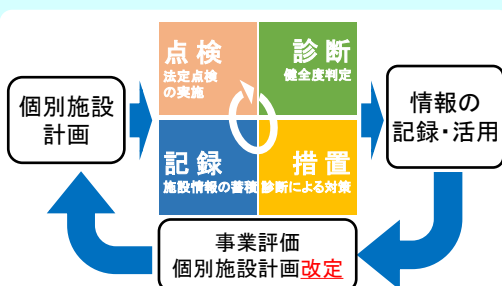 点検
法定点検
の実施
診断
健全度判定
個別施設
計画
情報の
記録・活用
記録
施設情報の蓄積
措置
診断による対策
事業評価
個別施設計画改定